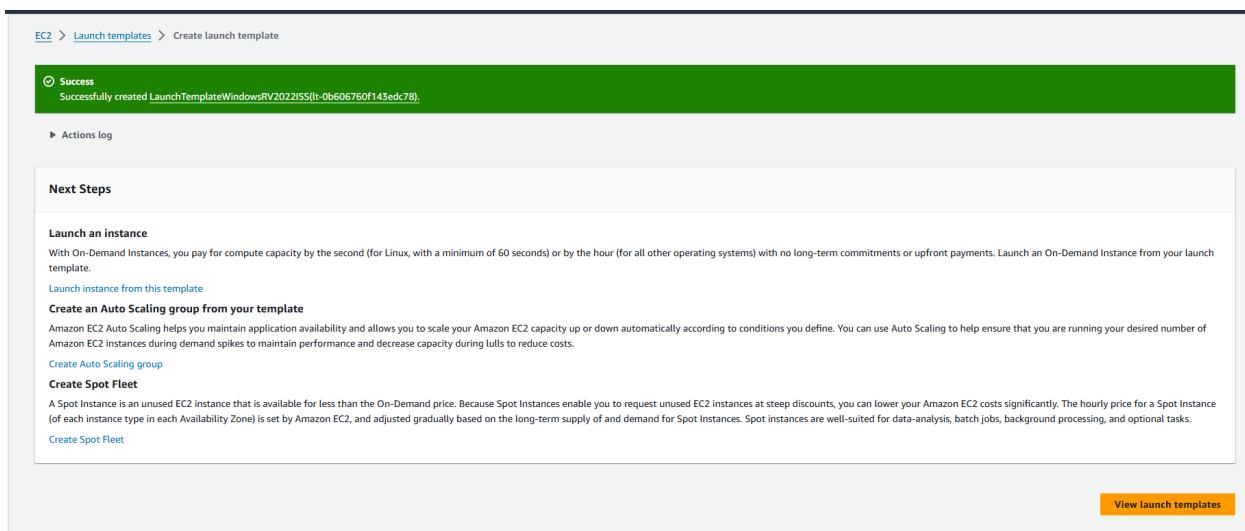 EC2 > Launch templates > Create launch template
Success
Successfully created LaunchTemplateWindowsRV2022ISS(lt-0b606760f143edc78).
Actions log
Next Steps
Launch an instance
With On-Demand Instances, you pay for compute capacity by the second (for Linux, with a minimum of 60 seconds) or by the hour (for all other operating systems) with no long-term commitments or upfront payments. Launch an On-Demand Instance from your launch
template.
Launch instance from this template
Create an Auto Scaling group from your template
Amazon EC2 Auto Scaling helps you maintain application availability and allows you to scale your Amazon EC2 capacity up or down automatically according to conditions you define. You can use Auto Scaling to help ensure that you are running your desired number of
Amazon EC2 instances during demand spikes to maintain performance and decrease capacity during lulls to reduce costs.
Create Auto Scaling group
Create Spot Fleet
A Spot Instance is an unused EC2 instance that is available for less than the On-Demand price. Because Spot Instances enable you to request unused EC2 instances at steep discounts, you can lower your Amazon EC2 costs significantly. The hourly price for a Spot Instance
(of each instance type in each Availability Zone) is set by Amazon EC2, and adjusted gradually based on the long-term supply of and demand for Spot Instances. Spot instances are well-suited for data-analysis, batch jobs, background processing, and optional tasks.
Create Spot Fleet
View launch templates